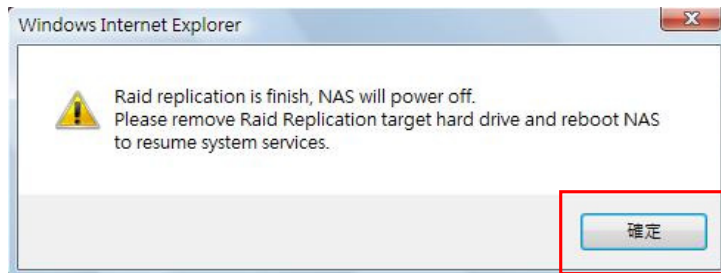 Windows Internet Explorer
Raid replication is finish, NAS will power off.
Please remove Raid Replication target hard drive and reboot NAS
to resume system services.
確定